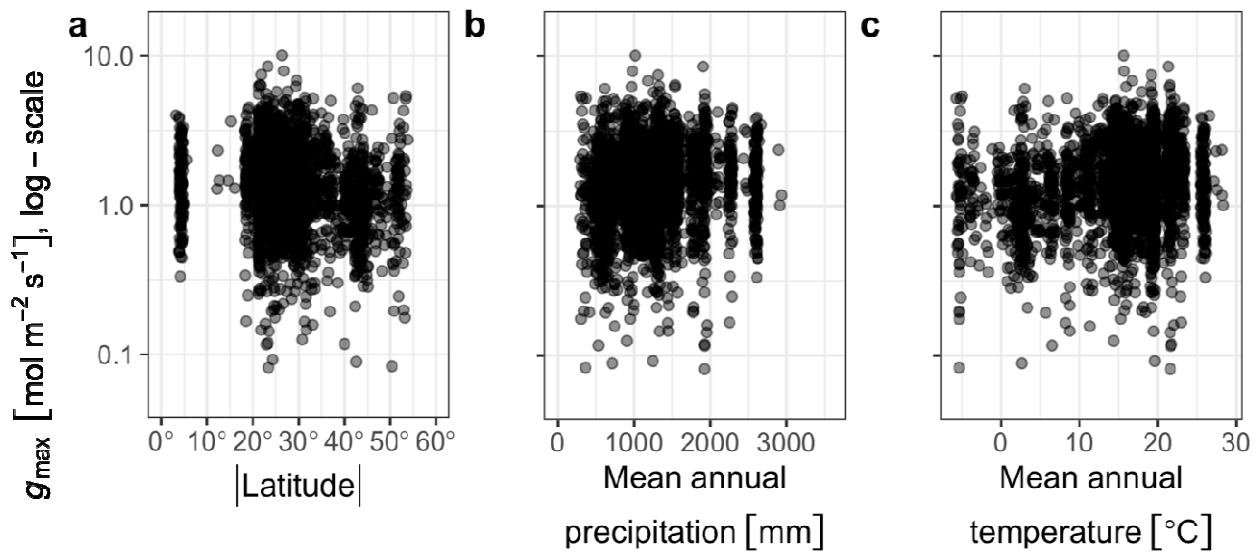 a
b
c
g max [mol m−2 s−1], log − scale
10.0
1.0
0.1
0° 10° 20° 30° 40° 50° 60°
0 1000 2000 3000
0 10 20 30
|Latitude|
Mean annual
precipitation [mm]
Mean annual
temperature [°C]